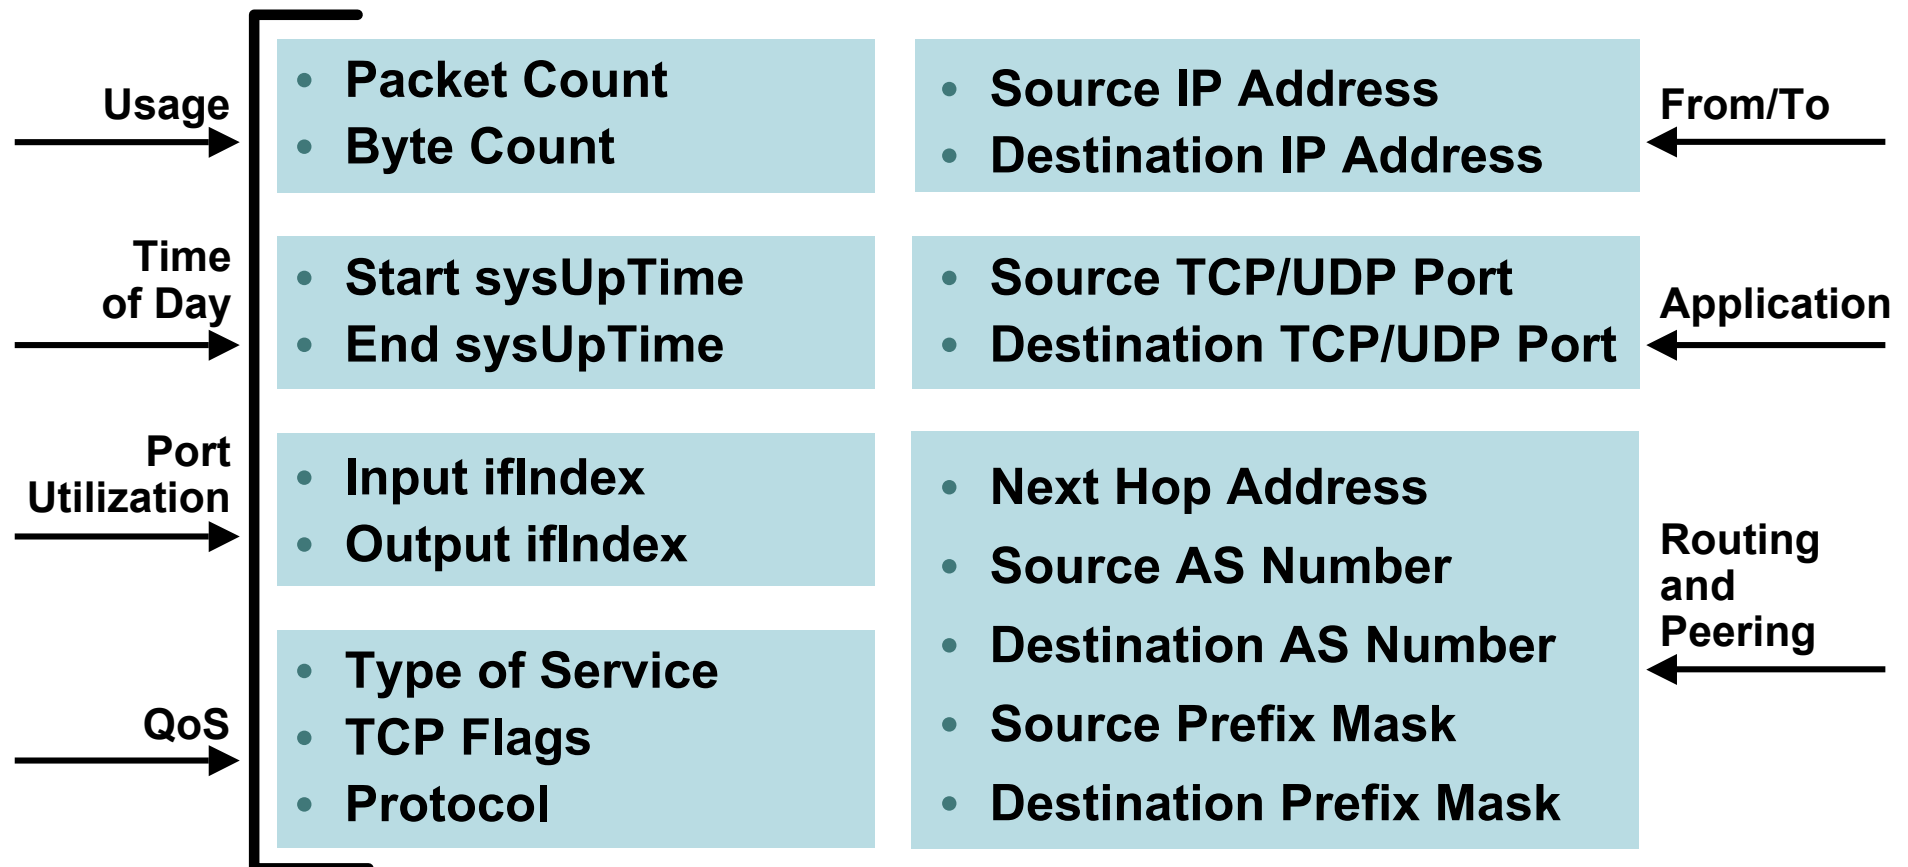 Usage
• Packet Count
• Byte Count
• Source IP Address
• Destination IP Address
From/To
Time
of Day
• Start sysUpTime
• End sysUpTime
• Source TCP/UDP Port
• Destination TCP/UDP Port
Application
Port
Utilization
• Input ifIndex
• Output ifIndex
QoS
• Type of Service
• TCP Flags
• Protocol
• Next Hop Address
• Source AS Number
• Destination AS Number
• Source Prefix Mask
• Destination Prefix Mask
Routing
and
Peering